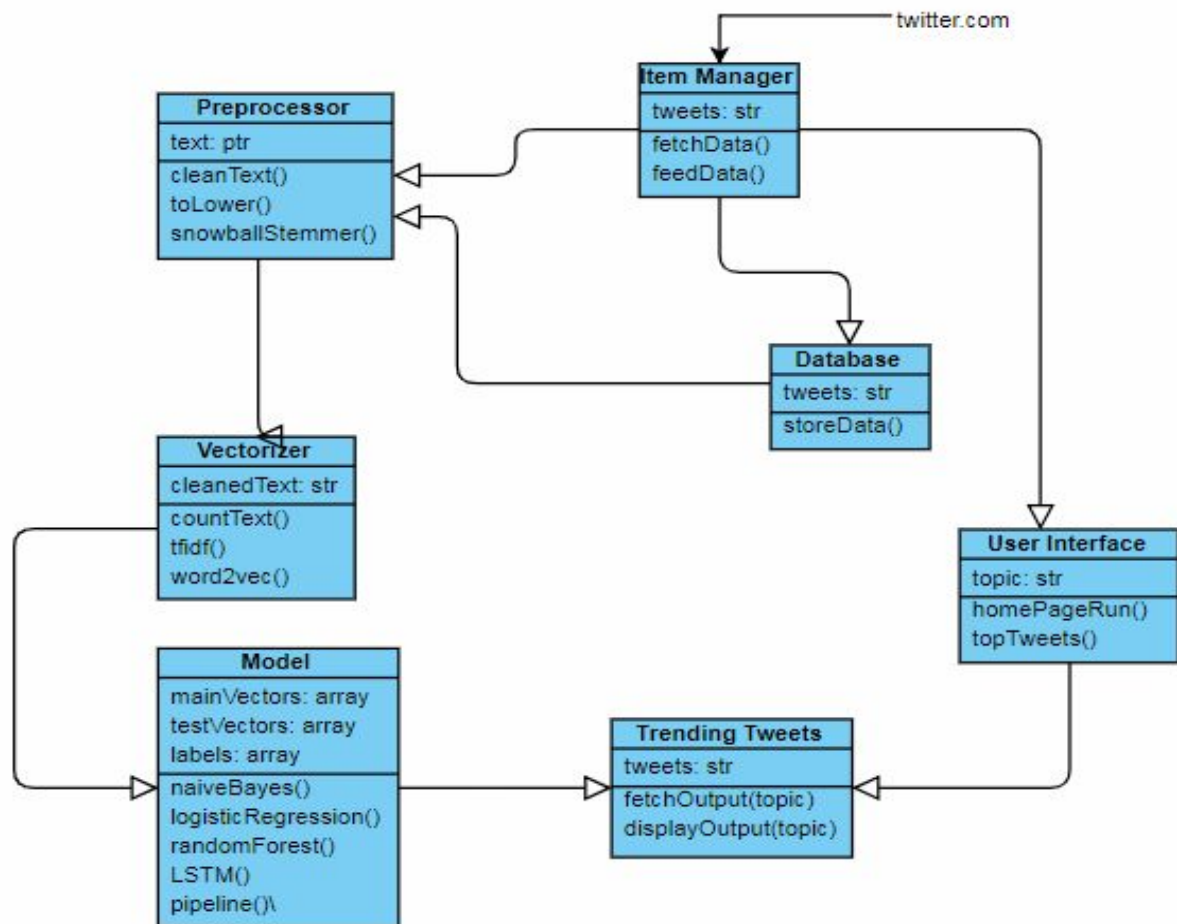 twitter.com
Item Manager
tweets: str
fetchData()
feedData()
Preprocessor
text: ptr
cleanText()
toLower()
snowballStemmer()
Database
tweets: str
storeData()
Vectorizer
cleanedText: str
countText()
tfidf()
word2vec()
User Interface
topic: str
homePageRun()
topTweets()
Model
mainVectors: array
testVectors: array
labels: array
naiveBayes()
logisticRegression()
randomForest()
LSTM()
pipeline()\
Trending Tweets
tweets: str
fetchOutput(topic)
displayOutput(topic)